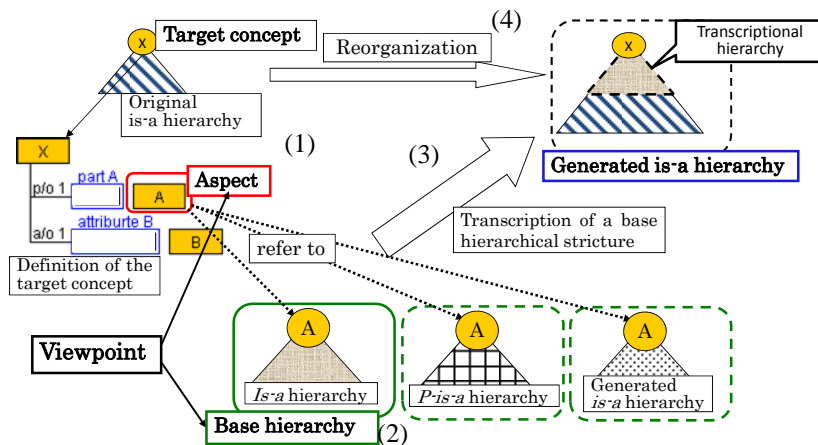 (4)
X
Target concept
Reorganization
X
Transcriptional
hierarchy
Original
is-a hierarchy
X
(1)
(3)
Generated is-a hierarchy
part A
p/o 1
A
Aspect
attriburte B
a/o 1
B
refer to
Transcription of a base
hierarchical stricture
Definition of the
target concept
Viewpoint
A
A
A
Is-a hierarchy
P-is-a hierarchy
Generated
is-a hierarchy
Base hierarchy
(2)